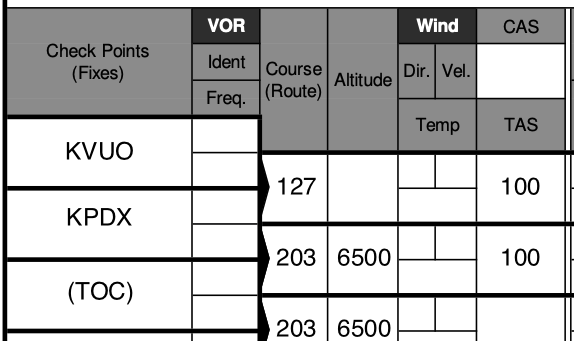 VOR
Wind
CAS
Check Points
(Fixes)
Ident
Course
(Route)
Altitude
Dir.
Vel.
Freq.
Temp
TAS
KVUO
127
100
KPDX
203
6500
100
(TOC)
203
6500